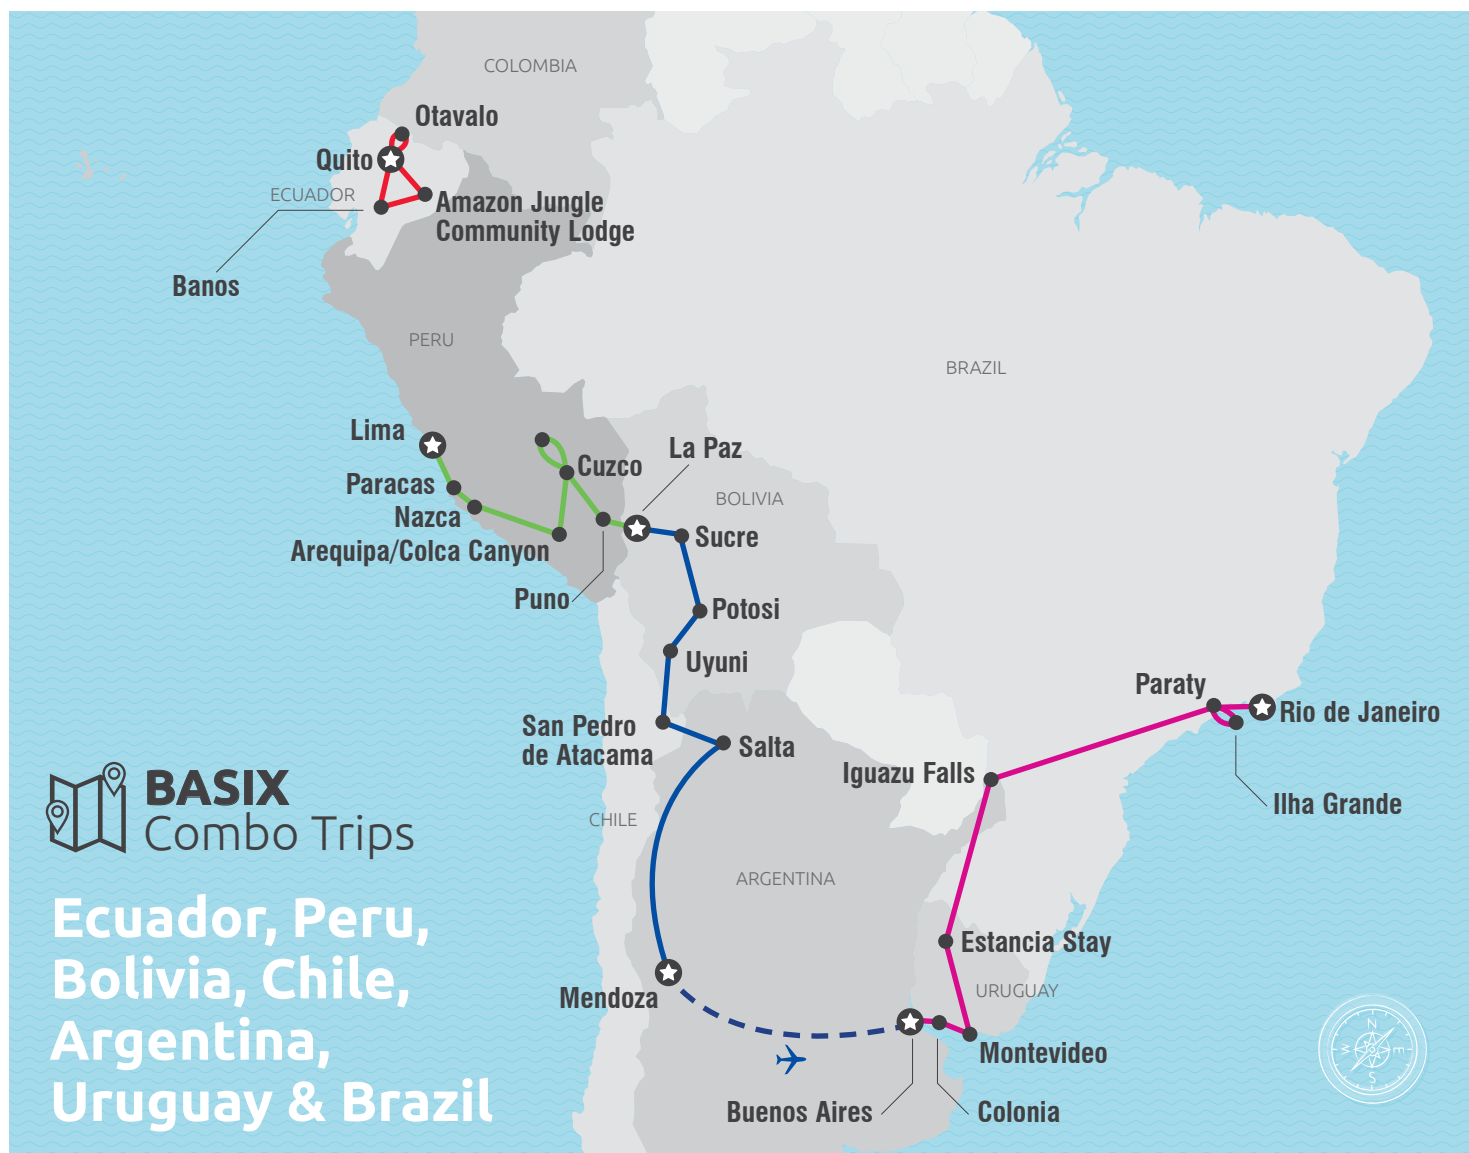 COLOMBIA
Otavalo
Quito
ECUADOR
Amazon Jungle
Community Lodge
Banos
PERU
BRAZIL
Lima
La Paz
Cuzco
Paracas
BOLIVIA
Nazca
Sucre
Arequipa/Colca Canyon
Puno
Potosi
Uyuni
Paraty
San Pedro
de Atacama
Rio de Janeiro
Salta
Iguazu Falls
Ilha Grande
BASIX
Combo Trips
CHILE
ARGENTINA
Ecuador, Peru,
Bolivia, Chile,
Argentina,
Uruguay & Brazil
Estancia Stay
URUGUAY
Mendoza
Montevideo
Buenos Aires
Colonia
N
W
E
S